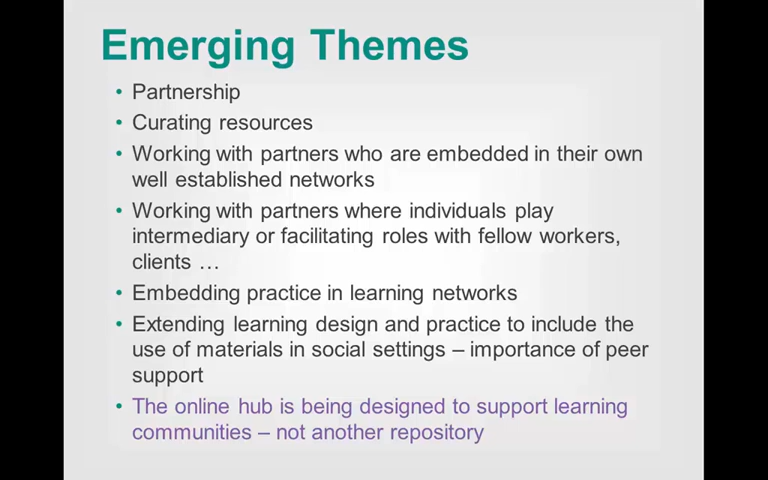 Emerging Themes
• Partnership
• Curating resources
• Working with partners who are embedded in their own
well established networks
• Working with partners where individuals play
intermediary or facilitating roles with fellow workers,
clients …
• Embedding practice in learning networks
• Extending learning design and practice to include the
use of materials in social settings – importance of peer
support
• The online hub is being designed to support learning
communities – not another repository